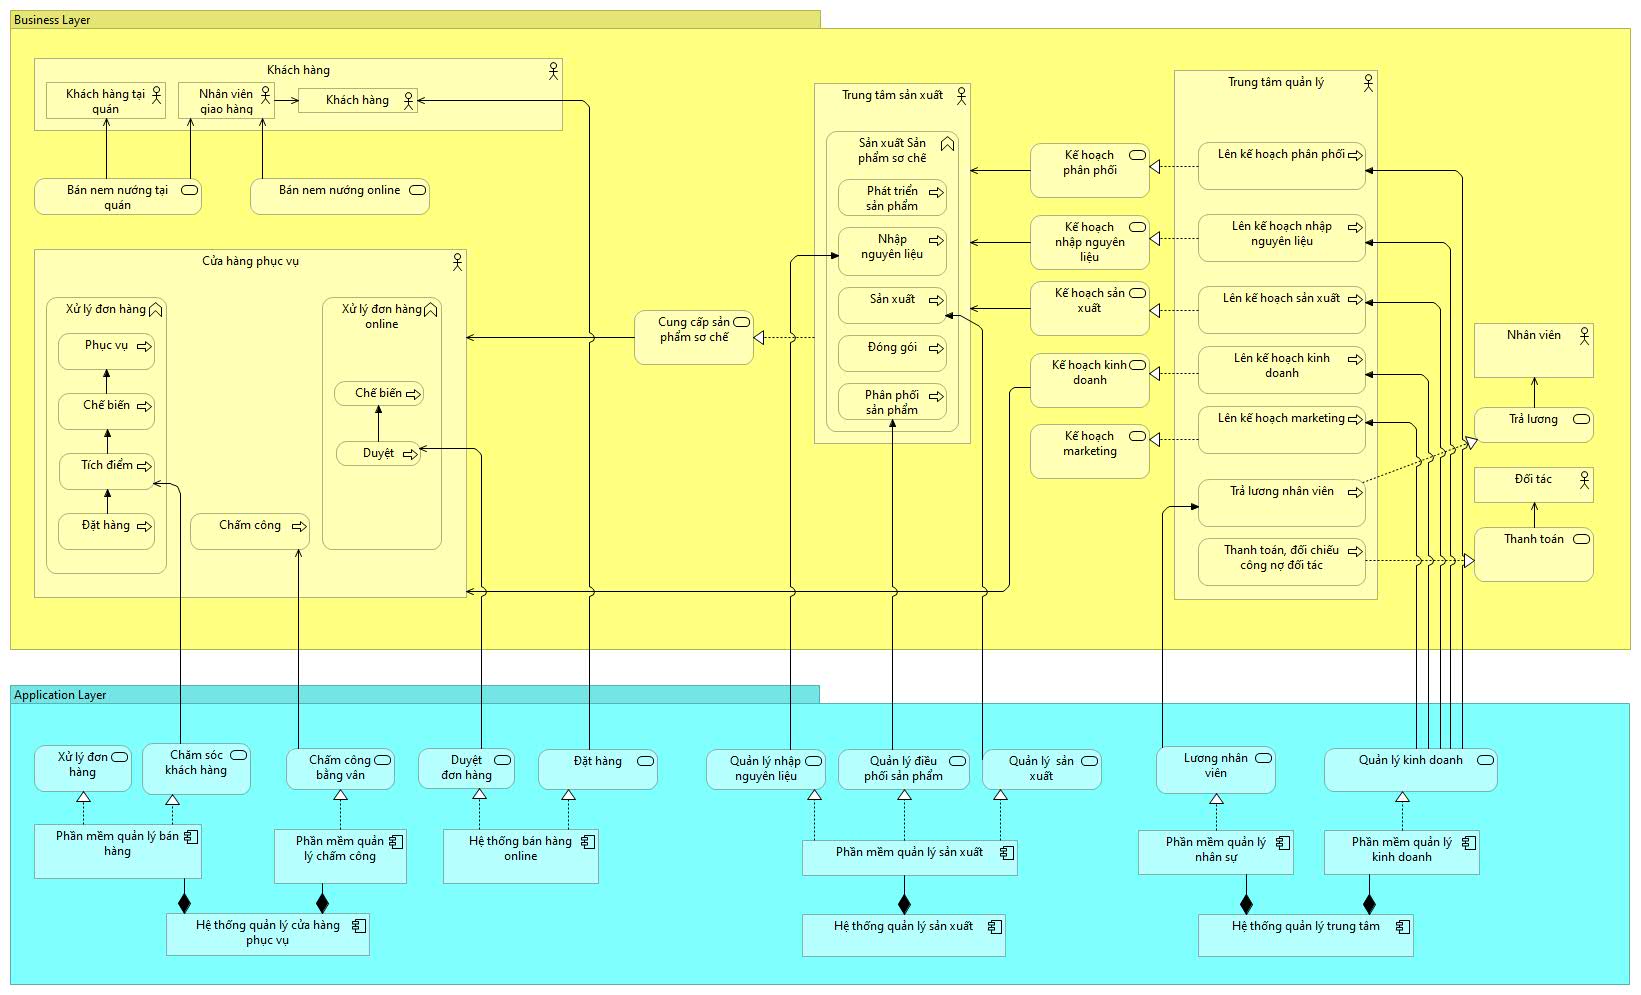 Business Layer
Khách hàng
Khách hàng tại
quán
Nhân viên
giao hàng
Khách hàng
Bán nem nướng tại
quán
Bán nem nướng online
Cửa hàng phục vụ
Xử lý đơn hàng
Phục vụ
Chế biến
Tích điểm
Đặt hàng
Chấm công
Xử lý đơn hàng
online
Chế biến
Duyệt
Cung cấp sản
phẩm sơ chế
Trung tâm sản xuất
Sản xuất Sản
phẩm sơ chế
Phát triển
sản phẩm
Nhập
nguyên liệu
Sản xuất
Đóng gói
Phân phối
sản phẩm
Kế hoạch
phân phối
Kế hoạch
nhập nguyên
liệu
Kế hoạch sản
xuất
Kế hoạch kinh
doanh
Kế hoạch
marketing
Trung tâm quản lý
Lên kế hoạch phân phối
Lên kế hoạch nhập
nguyên liệu
Lên kế hoạch sản xuất
Lên kế hoạch kinh
doanh
Lên kế hoạch marketing
Trả lương nhân viên
Thanh toán, đối chiếu
công nợ đối tác
Nhân viên
Trả lương
Đối tác
Thanh toán
Application Layer
Xử lý đơn
hàng
Chăm sóc
khách hàng
Chấm công
bằng vân
Duyệt
đơn hàng
Đặt hàng
Quản lý nhập
nguyên liệu
Quản lý điều
phối sản phẩm
Quản lý  sản
xuất
Lương nhân
viên
Quản lý kinh doanh
Phần mềm quản lý bán
hàng
Phần mềm quản
lý chấm công
Hệ thống bán hàng
online
Phần mềm quản lý sản xuất
Phần mềm quản lý
nhân sự
Phần mềm quản lý
kinh doanh
Hệ thống quản lý cửa hàng
phục vụ
Hệ thống quản lý sản xuất
Hệ thống quản lý trung tâm